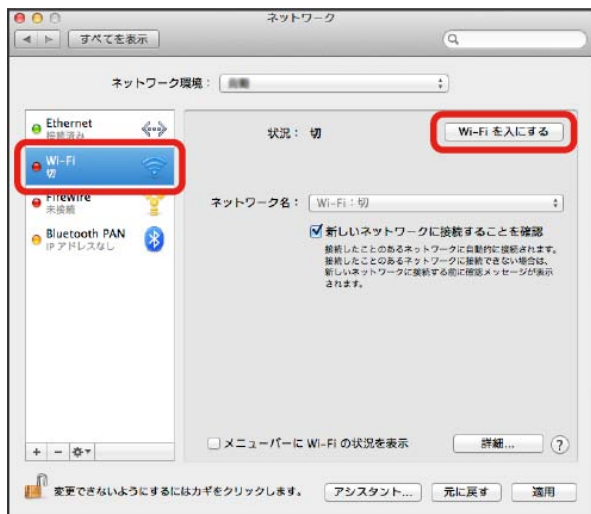 ネットワーク
すべてを表示
ネットワーク環境：
Ethernet
接続済み
Wi-Fi
切
FireWire
未接続
Bluetooth PAN
IP アドレスなし
状況： 切
Wi-Fi を入にする
ネットワーク名： Wi-Fi：切
新しいネットワークに接続することを確認
接続したことのあるネットワークに自動的に接続されます。
接続したことのあるネットワークに接続できない場合は、
新しいネットワークに接続する前に確認メッセージが表示
されます。
メニューバーに Wi-Fi の状況を表示
詳細...
?
変更できないようにするにはカギをクリックします。
アシスタント...
元に戻す
適用